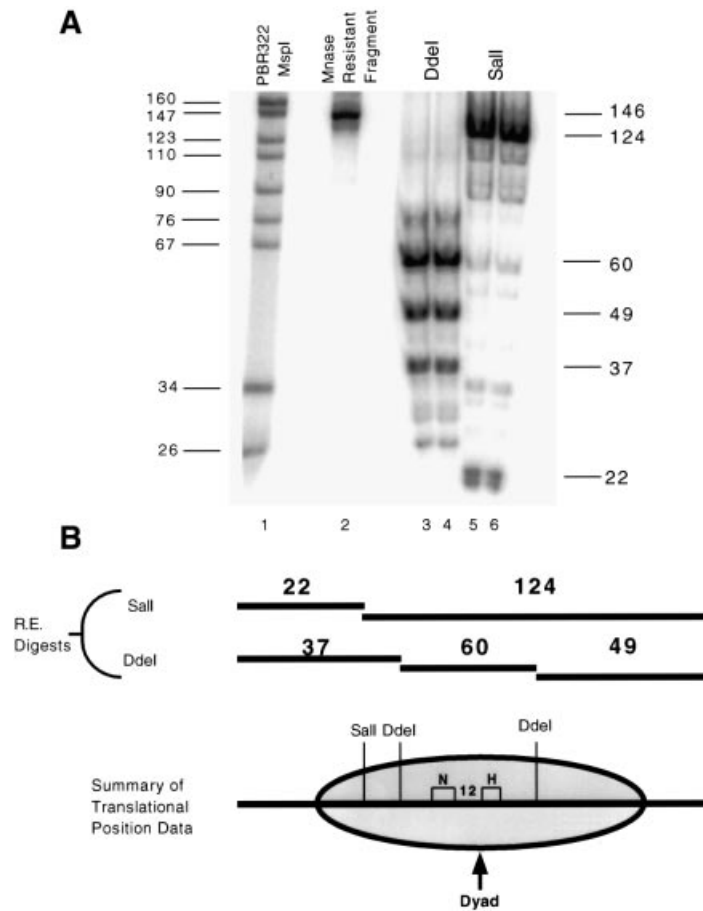 A
PBR322
MspI
Mnase
Resistant
Fragment
DdeI
SalI
160
147
123
110
90
76
67
34
26
146
124
60
49
37
22
1
2
3
4
5
6
B
R.E.
Digests
SalI
22
124
DdeI
37
60
49
SalI
DdeI
DdeI
N
12
H
Summary of
Translational
Position Data
Dyad